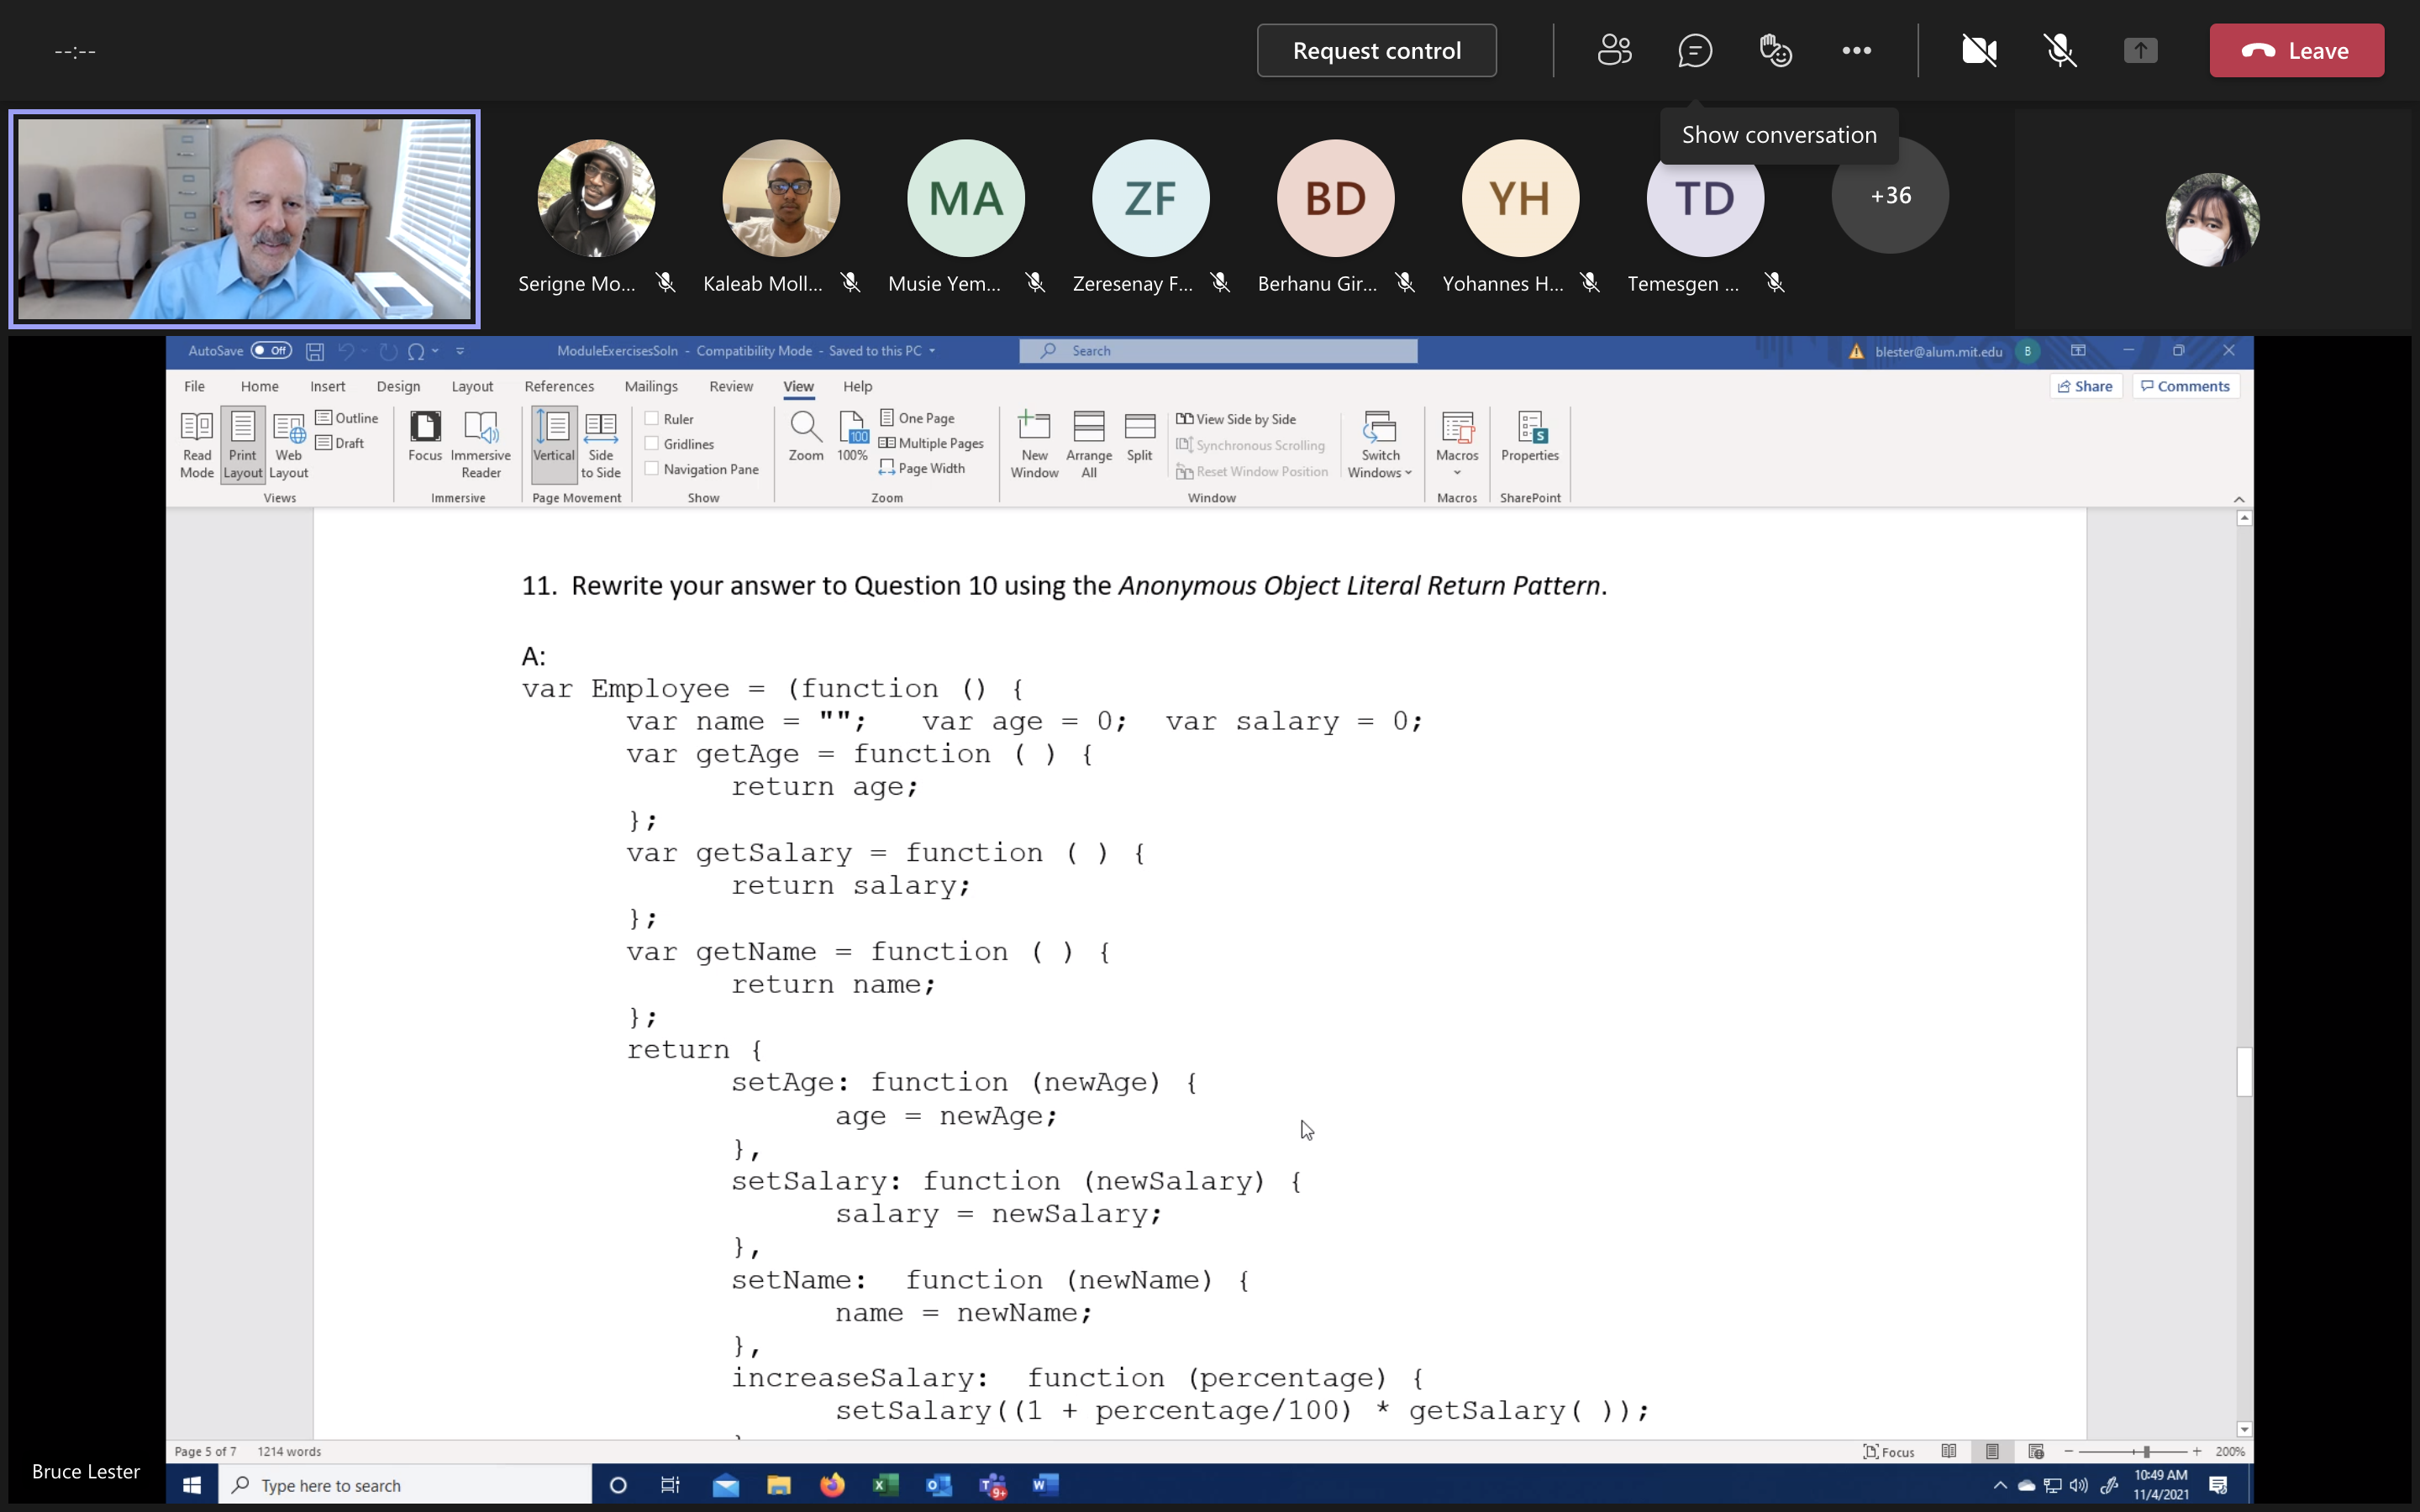 --:--
Request control
Leave
Show conversation
MA
ZF
BD
YH
TD
+36
Serigne Mo...
Kaleab Moll...
Musie Yem...
Zeresenay F...
Berhanu Gir...
Yohannes H...
Temesgen ...
AutoSave Off
ModuleExercisesSoln - Compatibility Mode - Saved to this PC
Search
blester@alum.mit.edu B
File Home Insert Design Layout References Mailings Review View Help
Share Comments
Read Mode
Print Layout
Web Layout
Outline
Draft
Views
Focus
Immersive Reader
Immersive
Vertical
Side to Side
Page Movement
Ruler
Gridlines
Navigation Pane
Show
Zoom
100
100%
One Page
Multiple Pages
Page Width
Zoom
New Window
Arrange All
Split
View Side by Side
Synchronous Scrolling
Reset Window Position
Window
Switch Windows
Macros
Macros
S
Properties
SharePoint
11. Rewrite your answer to Question 10 using the Anonymous Object Literal Return Pattern.
A:
var Employee = (function () {
var name = ""; var age = 0; var salary = 0;
var getAge = function ( ) {
return age;
};
var getSalary = function ( ) {
return salary;
};
var getName = function ( ) {
return name;
};
return {
setAge: function (newAge) {
age = newAge;
},
setSalary: function (newSalary) {
salary = newSalary;
},
setName: function (newName) {
name = newName;
},
increaseSalary: function (percentage) {
setSalary((1 + percentage/100) * getSalary( ));
Page 5 of 7 1214 words
Focus
200%
Bruce Lester
Type here to search
9+
10:49 AM
11/4/2021